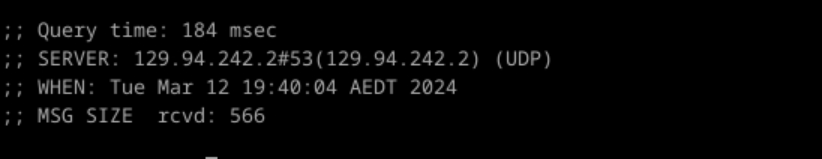 ;; Query time: 184 msec
;; SERVER: 129.94.242.2#53(129.94.242.2) (UDP)
;; WHEN: Tue Mar 12 19:40:04 AEDT 2024
;; MSG SIZE  rcvd: 566